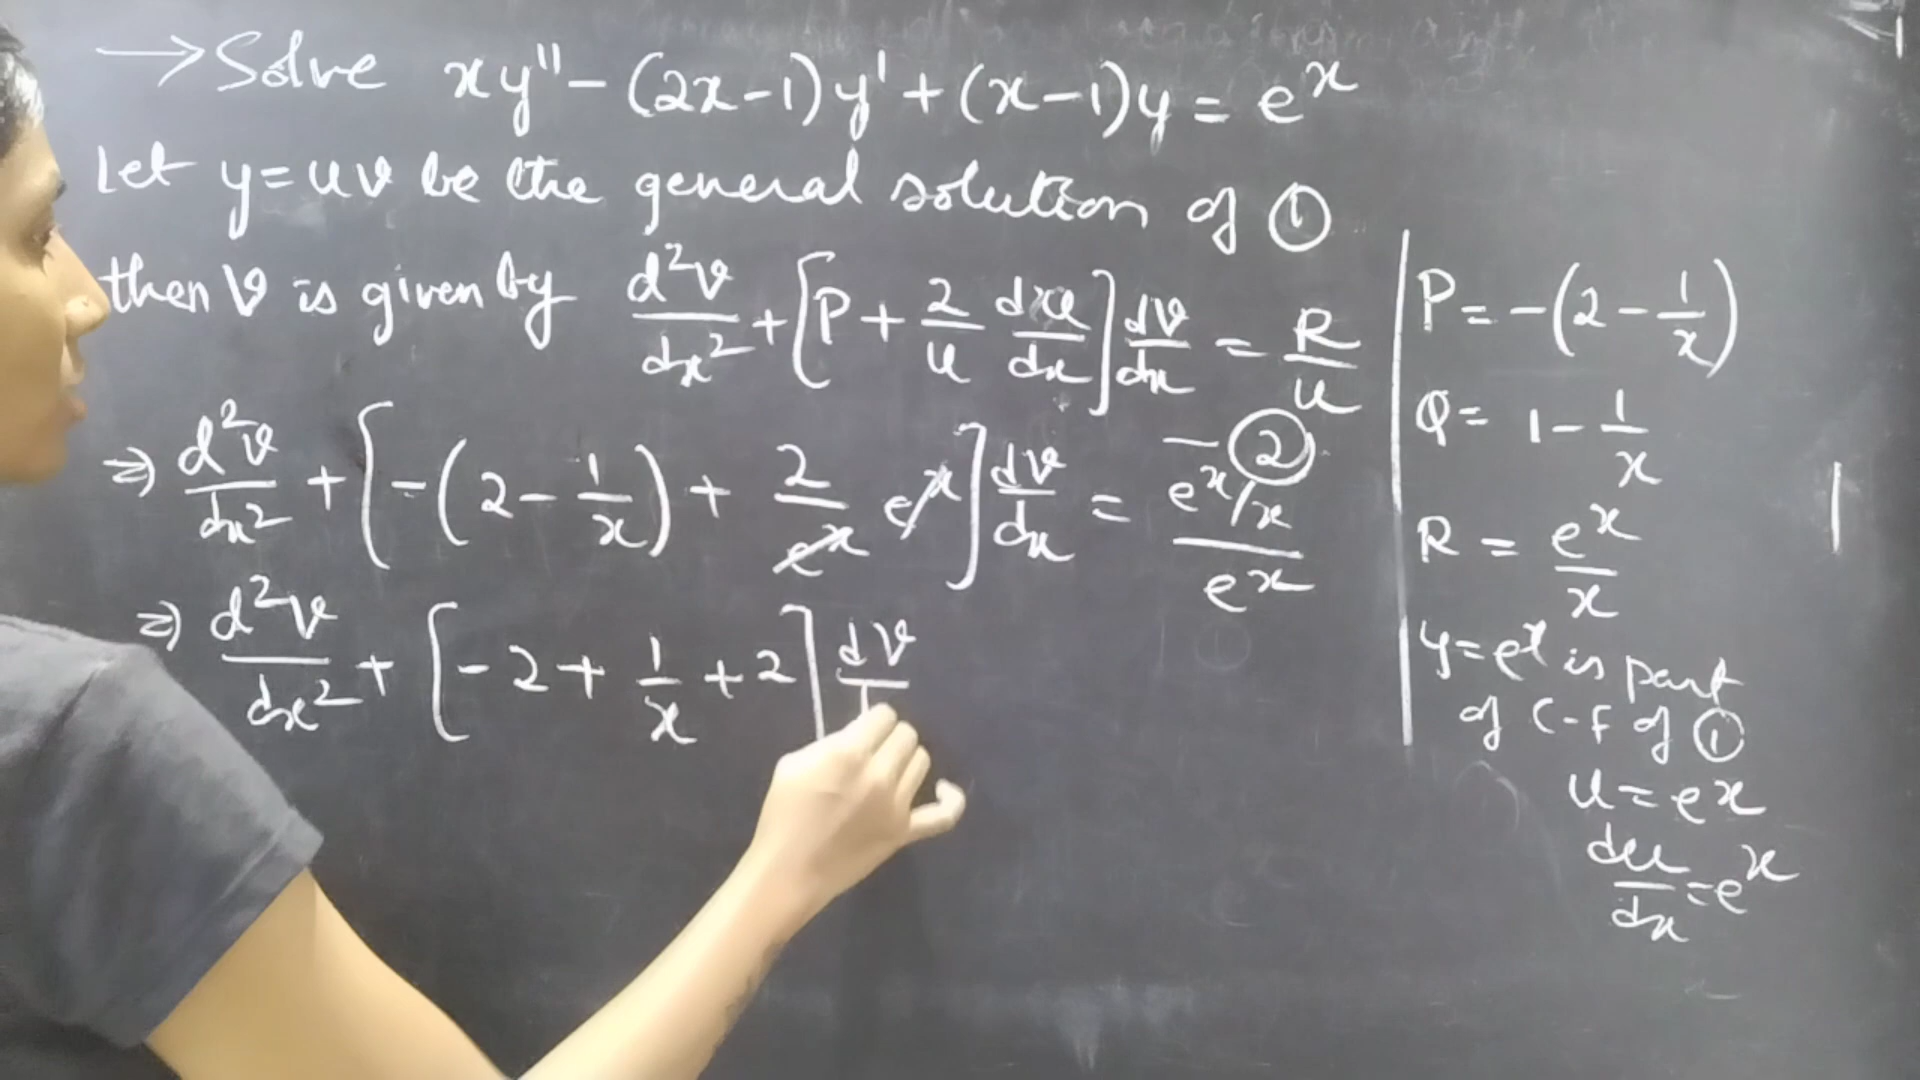 → Solve xy'' - (2x-1)y' + (x-1)y = e^x
Let y=uv be the general solution of ①
then V is given by d²v/dx² + [P + 2/u du/dx] dv/dx = R/u — ②
⇒ d²v/dx² + [-(2 - 1/x) + 2/e^x e^x] dv/dx = (e^x/x)/e^x
⇒ d²v/dx² + [-2 + 1/x + 2] dv/
P = -(2 - 1/x)
Q = 1 - 1/x
R = e^x/x
y=e^x is part
of C-F of ①
u = e^x
du/dx = e^x